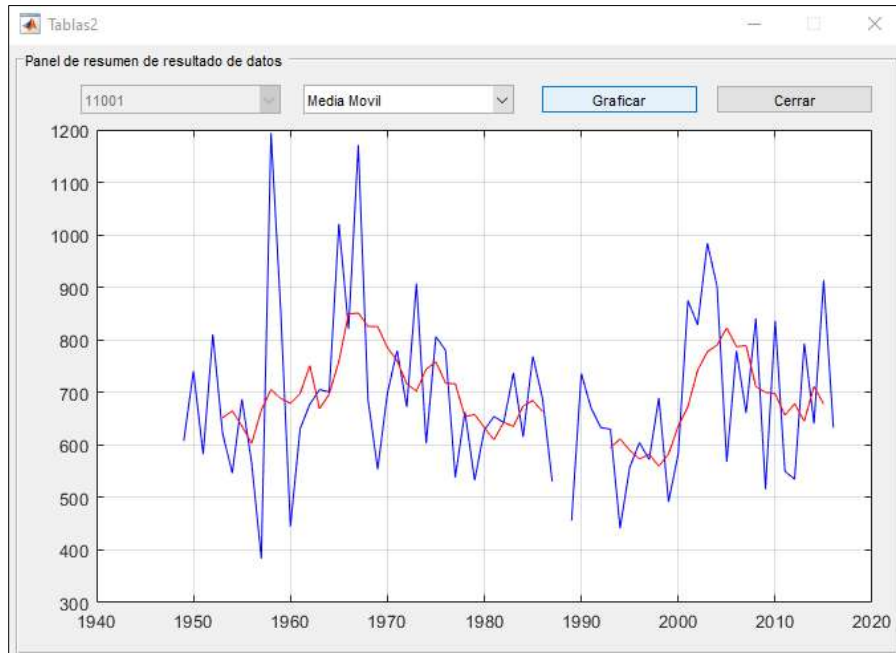 Tablas2
Panel de resumen de resultado de datos
11001 Media Movil Graficar Cerrar
1200
1100
1000
900
800
700
600
500
400
300
1940 1950 1960 1970 1980 1990 2000 2010 2020